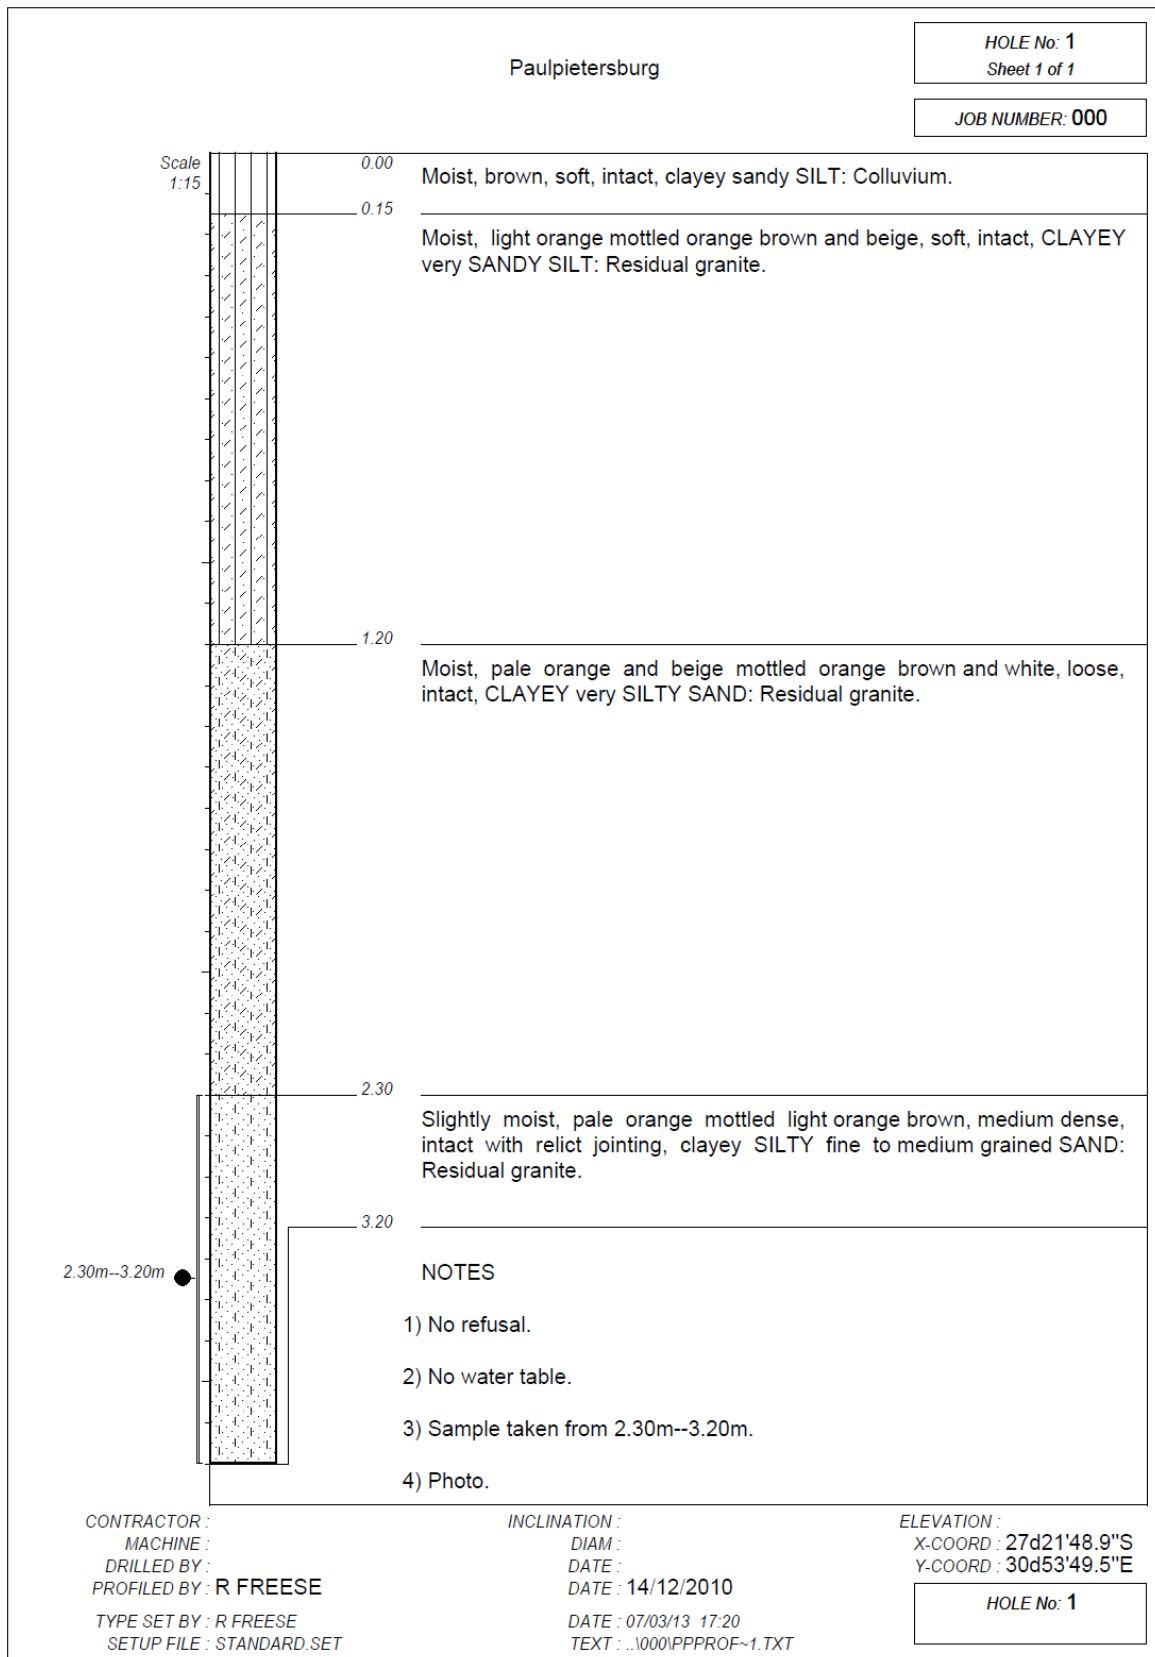 Paulpietersburg
HOLE No: 1
Sheet 1 of 1
JOB NUMBER: 000
Scale
1:15
0.00
Moist, brown, soft, intact, clayey sandy SILT: Colluvium.
0.15
Moist, light orange mottled orange brown and beige, soft, intact, CLAYEY
very SANDY SILT: Residual granite.
1.20
Moist, pale orange and beige mottled orange brown and white, loose,
intact, CLAYEY very SILTY SAND: Residual granite.
2.30
Slightly moist, pale orange mottled light orange brown, medium dense,
intact with relict jointing, clayey SILTY fine to medium grained SAND:
Residual granite.
3.20
2.30m--3.20m
NOTES
1) No refusal.
2) No water table.
3) Sample taken from 2.30m--3.20m.
4) Photo.
CONTRACTOR :
MACHINE :
DRILLED BY :
PROFILED BY : R FREESE
TYPE SET BY : R FREESE
SETUP FILE : STANDARD.SET
INCLINATION :
DIAM :
DATE :
DATE : 14/12/2010
DATE : 07/03/13 17:20
TEXT : ..\000\PPPROF~1.TXT
ELEVATION :
X-COORD : 27d21'48.9"S
Y-COORD : 30d53'49.5"E
HOLE No: 1